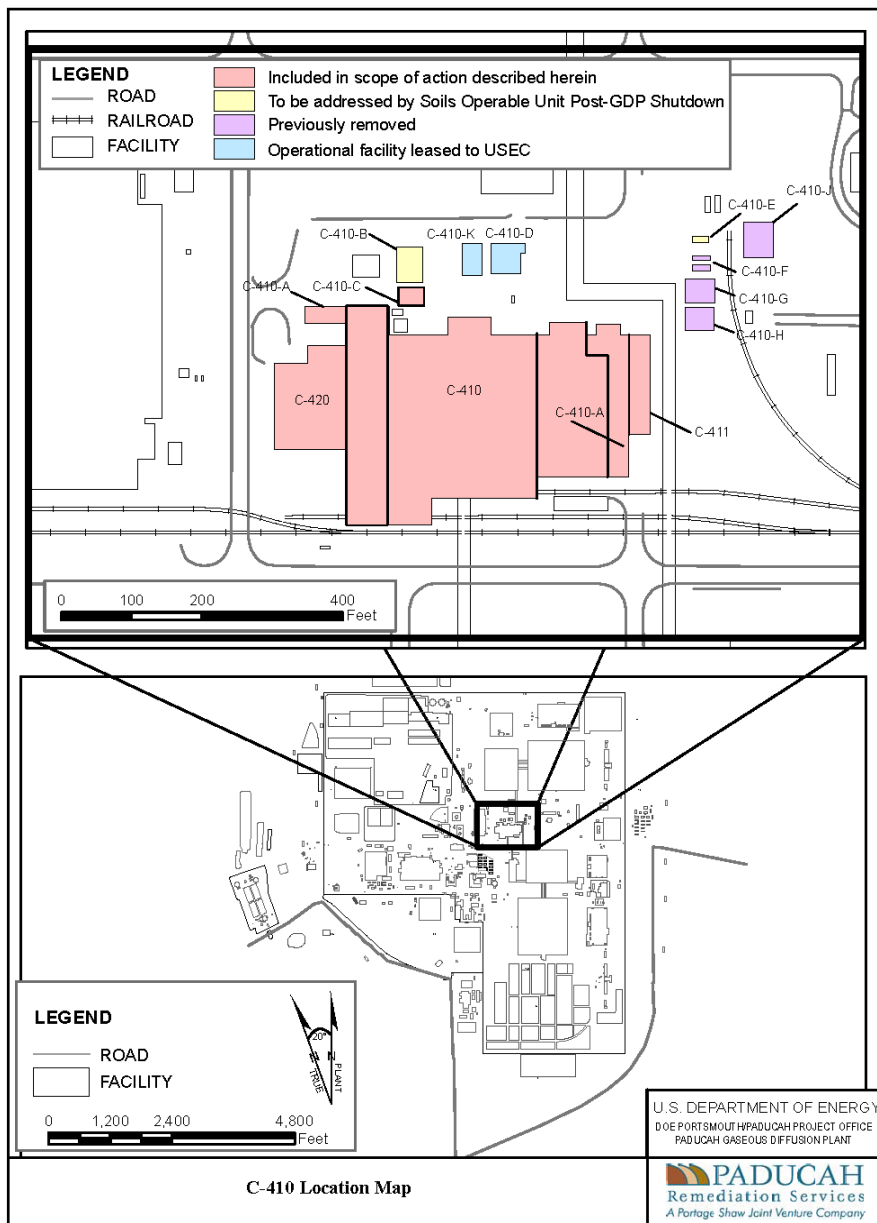 LEGEND
ROAD
RAILROAD
FACILITY
Included in scope of action described herein
To be addressed by Soils Operable Unit Post-GDP Shutdown
Previously removed
Operational facility leased to USEC
C-410-B
C-410-K
C-410-D
C-410-E
C-410-J
C-410-A
C-410-C
C-410-F
C-410-G
C-410-H
C-420
C-410
C-410-A
C-411
0 100 200 400
Feet
LEGEND
ROAD
FACILITY
20°
N N
TRUE
PLANT
0 1,200 2,400 4,800
Feet
U.S. DEPARTMENT OF ENERGY
DOE PORTSMOUTH/PADUCAH PROJECT OFFICE
PADUCAH GASEOUS DIFFUSION PLANT
C-410 Location Map
PADUCAH
Remediation Services
A Portage Shaw Joint Venture Company